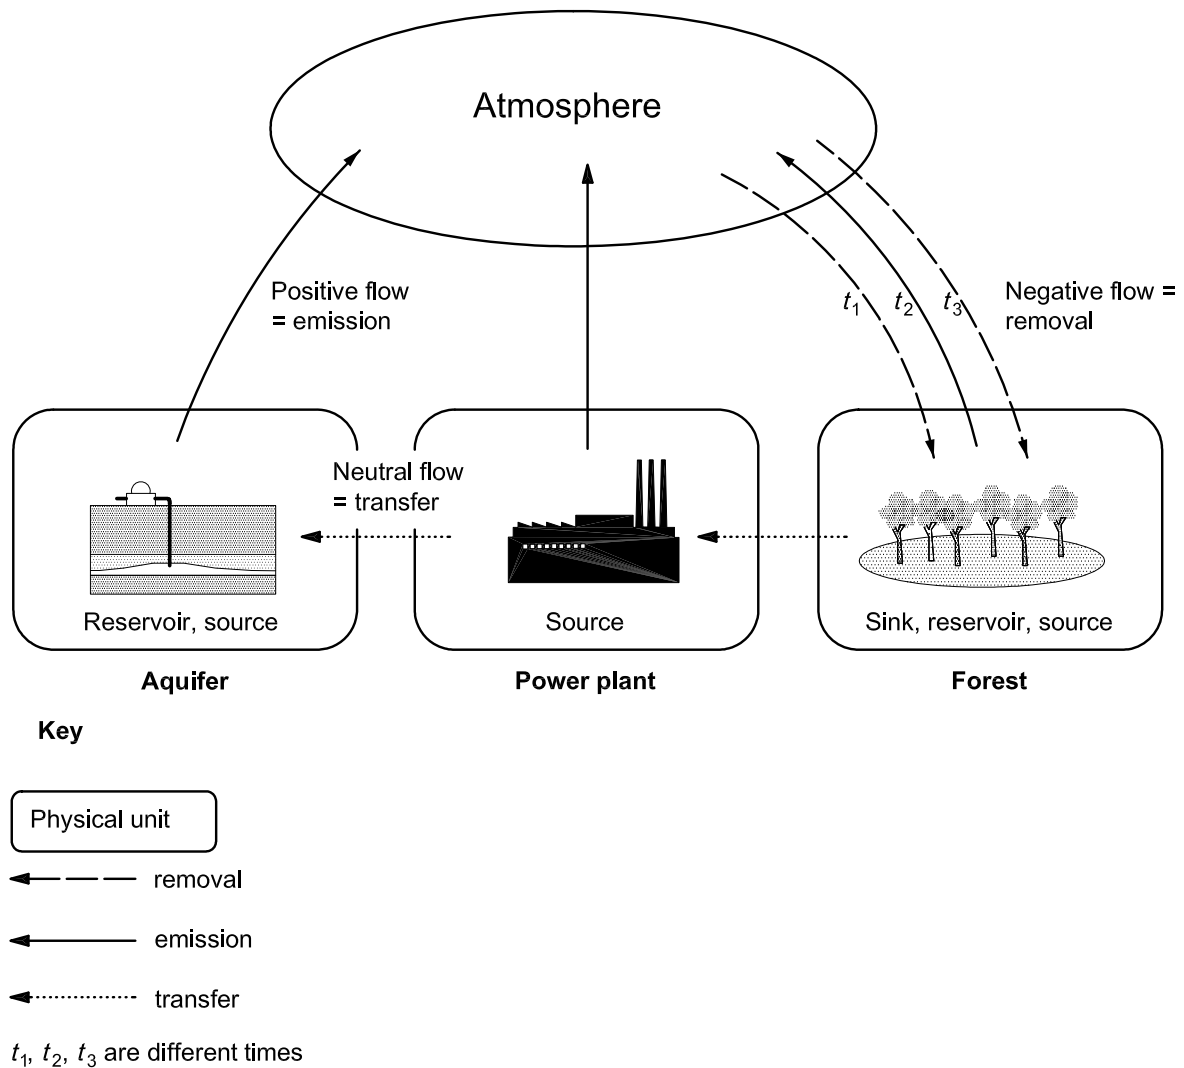 Atmosphere
Positive flow
= emission
t1
t2
t3
Negative flow =
removal
Neutral flow
= transfer
Reservoir, source
Source
Sink, reservoir, source
Aquifer
Power plant
Forest
Key
Physical unit
removal
emission
transfer
t1, t2, t3 are different times